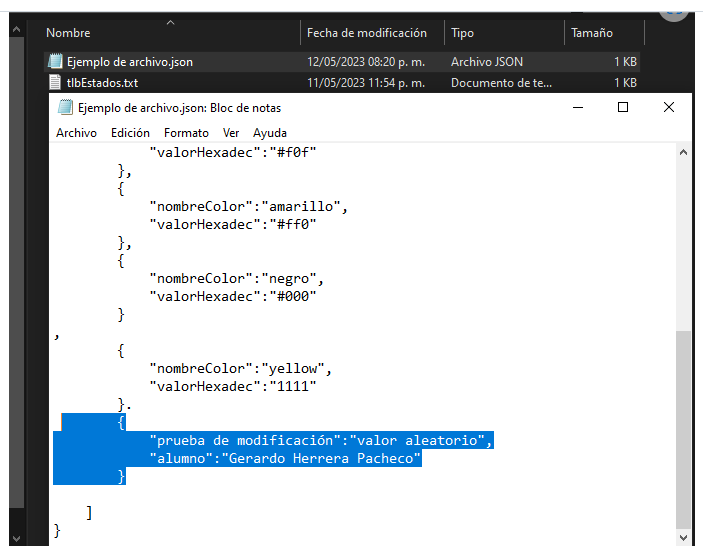 Nombre Fecha de modificación Tipo Tamaño
Ejemplo de archivo.json 12/05/2023 08:20 p. m. Archivo JSON 1 KB
tlbEstados.txt 11/05/2023 11:54 p. m. Documento de te... 1 KB
Ejemplo de archivo.json: Bloc de notas
Archivo Edición Formato Ver Ayuda
"valorHexadec":"#f0f"
},
{
"nombreColor":"amarillo",
"valorHexadec":"#ff0"
},
{
"nombreColor":"negro",
"valorHexadec":"#000"
}
,
{
"nombreColor":"yellow",
"valorHexadec":"1111"
}.
{
"prueba de modificación":"valor aleatorio",
"alumno":"Gerardo Herrera Pacheco"
}
]
}